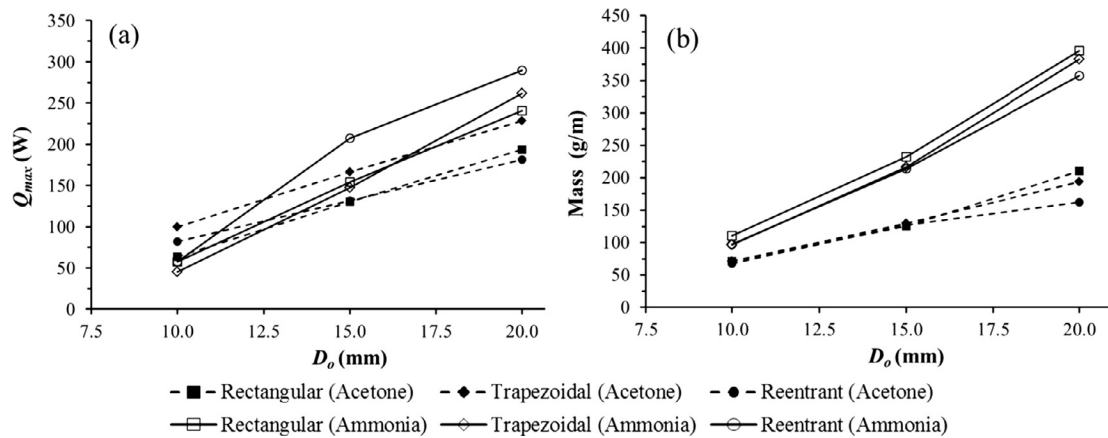 (a)
350
300
250
200
150
100
50
0
Q_max (W)
7.5 10.0 12.5 15.0 17.5 20.0
D_o (mm)
(b)
450
400
350
300
250
200
150
100
50
0
Mass (g/m)
7.5 10.0 12.5 15.0 17.5 20.0
D_o (mm)
Rectangular (Acetone) Trapezoidal (Acetone) Reentrant (Acetone)
Rectangular (Ammonia) Trapezoidal (Ammonia) Reentrant (Ammonia)